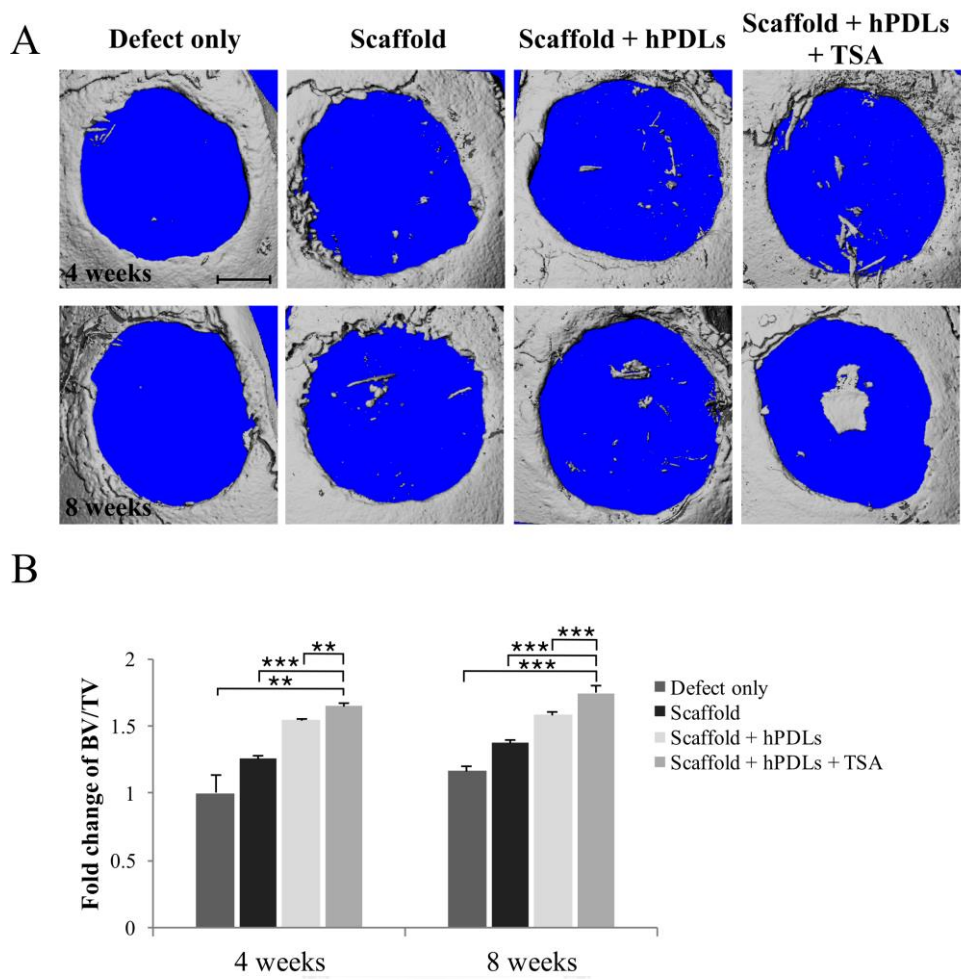 A
Defect only
Scaffold
Scaffold + hPDLs
Scaffold + hPDLs
+ TSA
4 weeks
8 weeks
B
** 
***
**
***
***
***
2
1.5
1
0.5
0
Fold change of BV/TV
4 weeks
8 weeks
Defect only
Scaffold
Scaffold + hPDLs
Scaffold + hPDLs + TSA